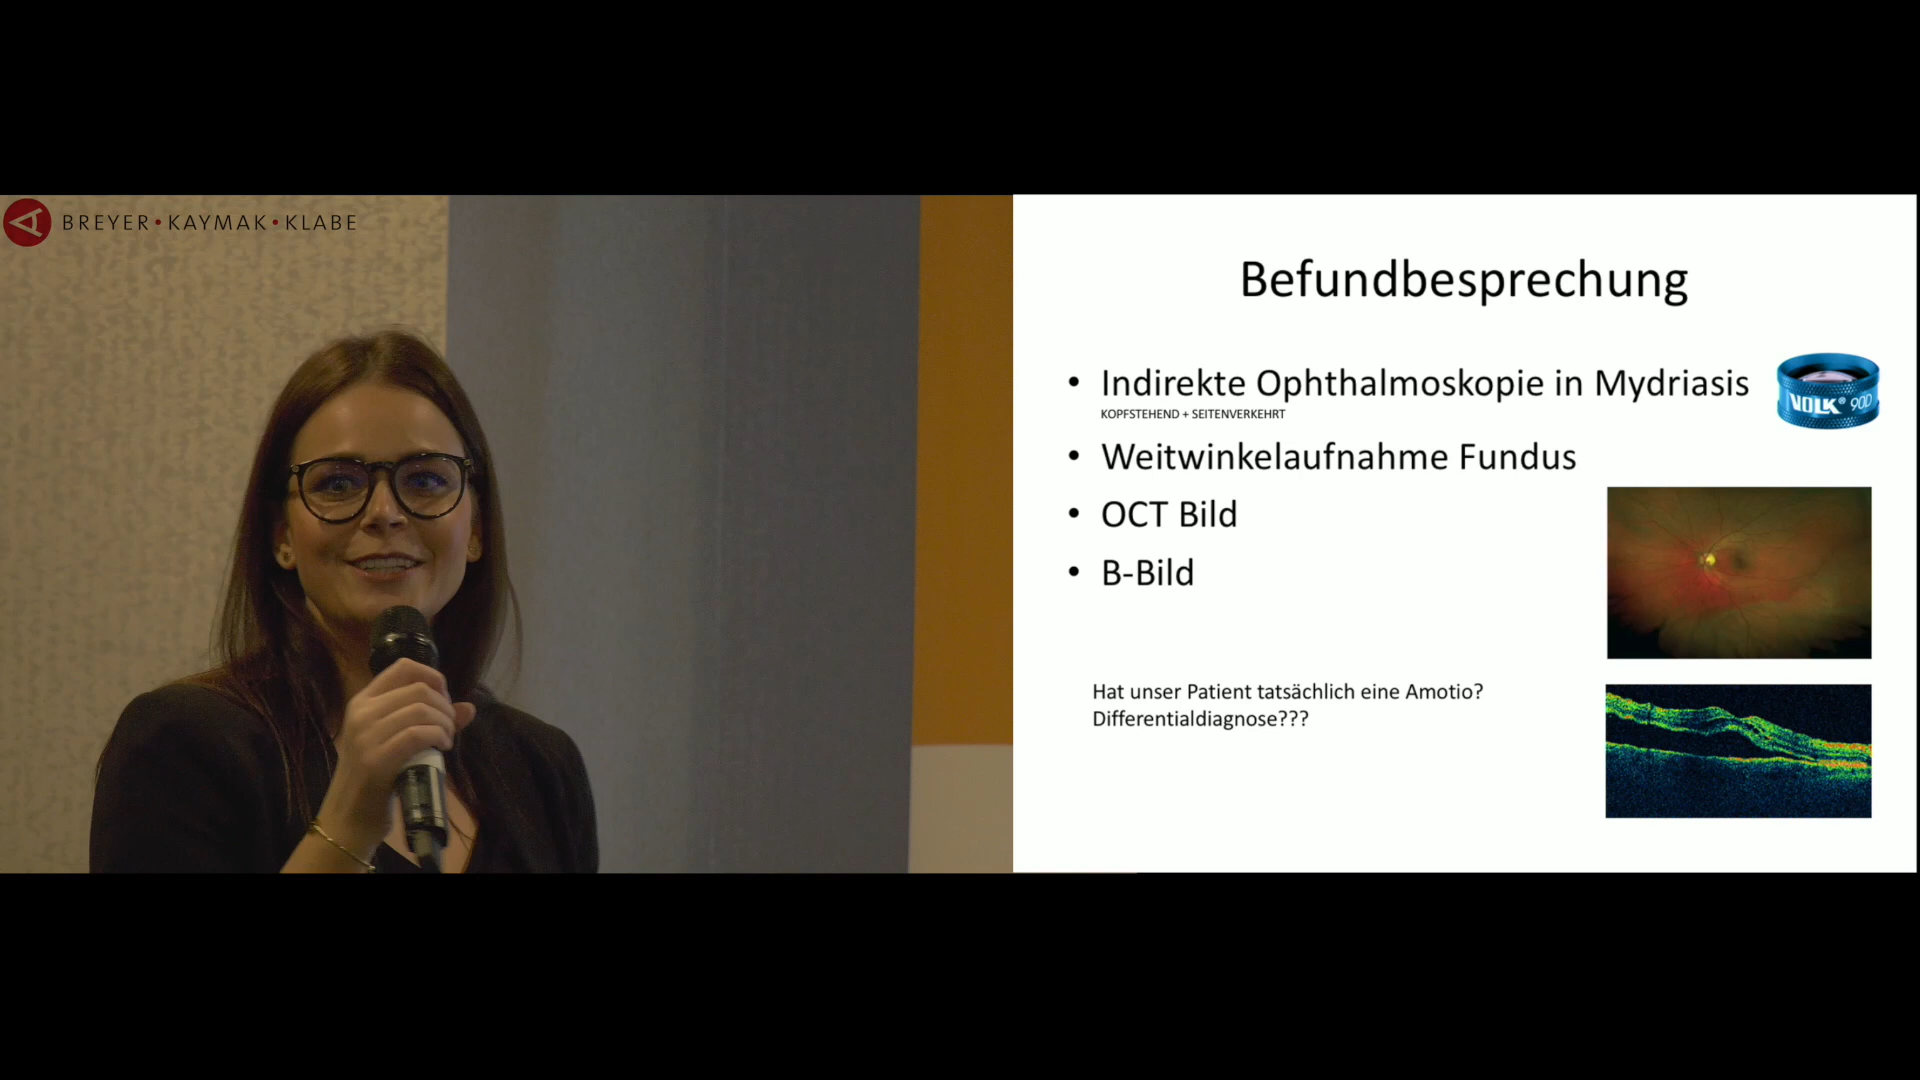 BREYER•KAYMAK•KLABE
Befundbesprechung
• Indirekte Ophthalmoskopie in Mydriasis
KOPFSTEHEND + SEITENVERKEHRT
• Weitwinkelaufnahme Fundus
• OCT Bild
• B-Bild
Hat unser Patient tatsächlich eine Amotio?
Differentialdiagnose???
VOLK® 90D